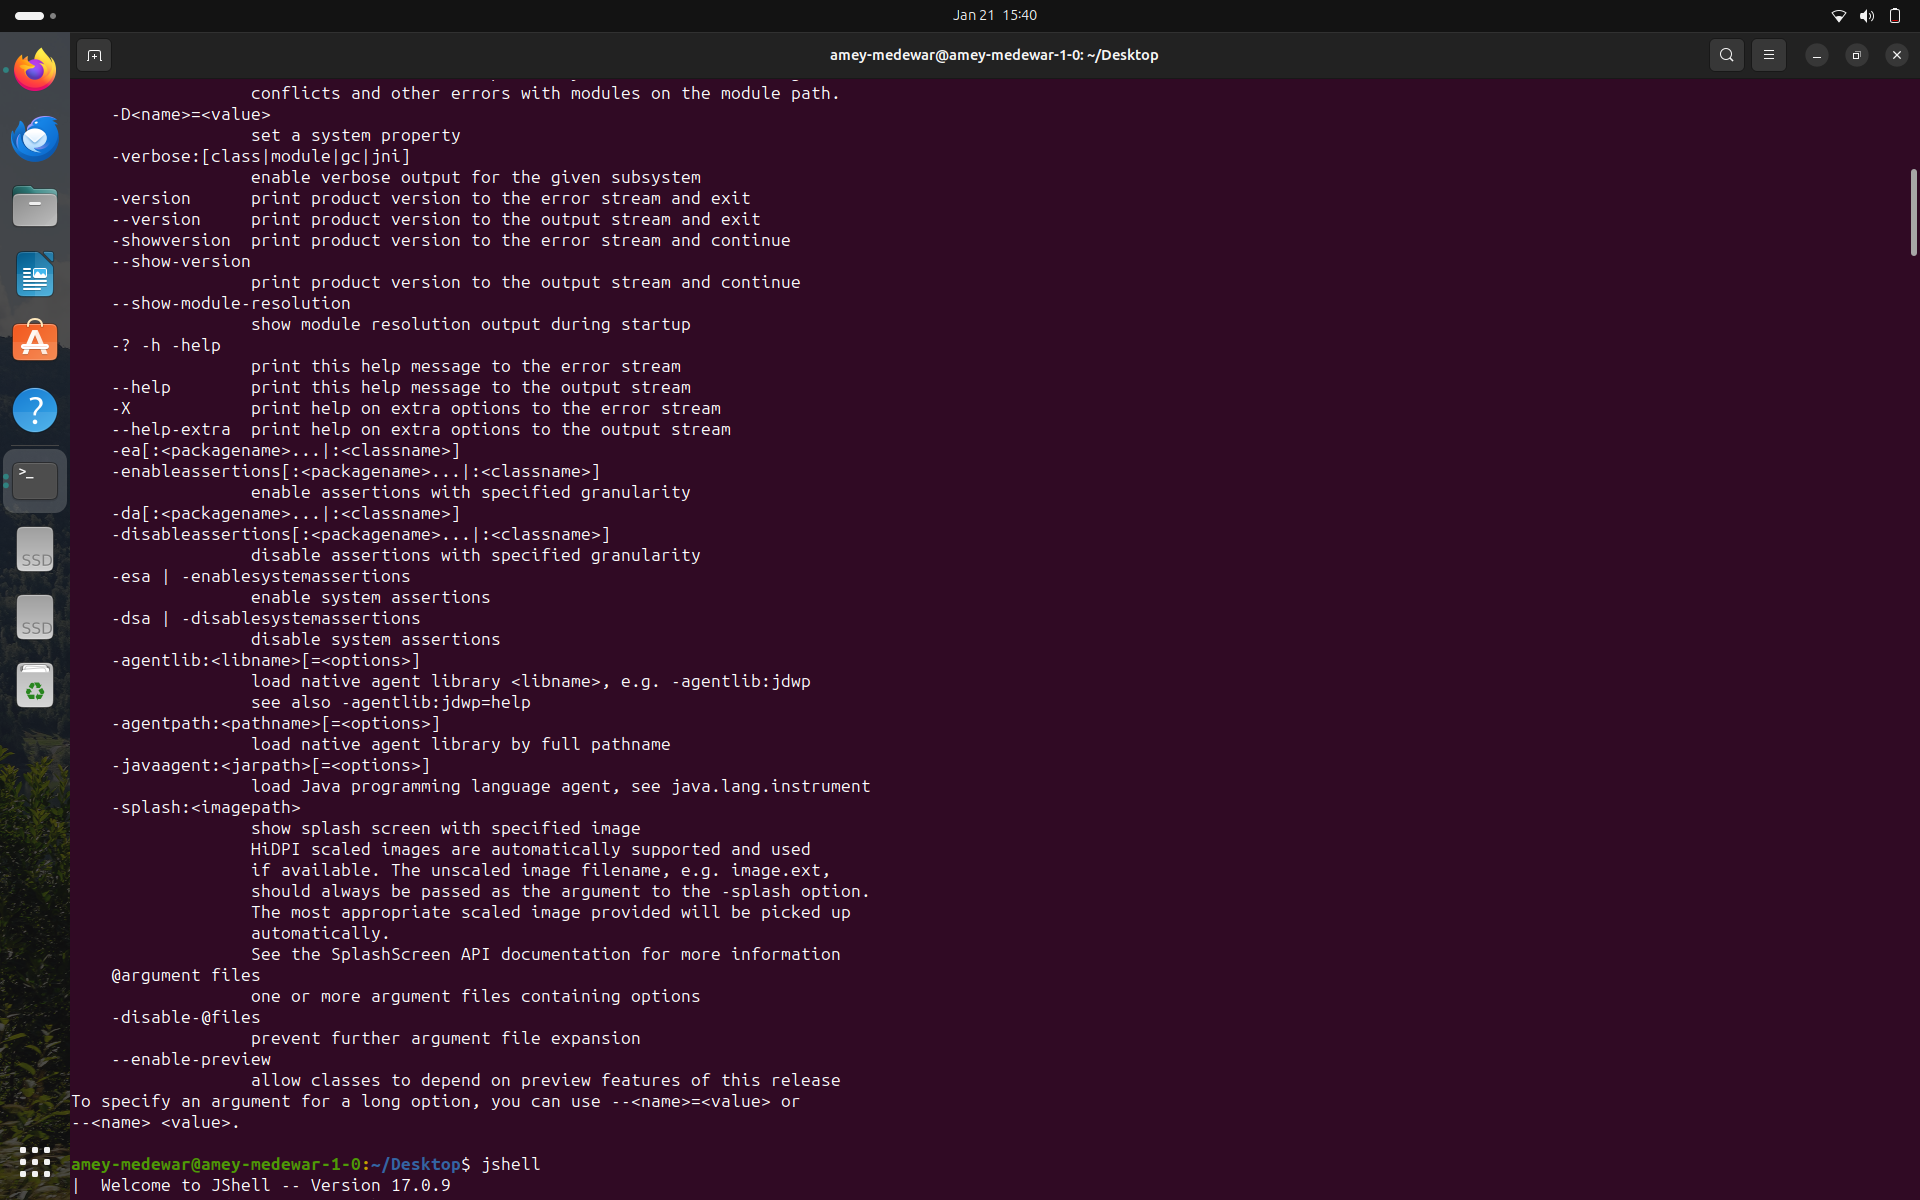 Jan 21 15:40
amey-medewar@amey-medewar-1-0: ~/Desktop
conflicts and other errors with modules on the module path.
-D<name>=<value>
set a system property
-verbose:[class|module|gc|jni]
enable verbose output for the given subsystem
-version print product version to the error stream and exit
--version print product version to the output stream and exit
-showversion print product version to the error stream and continue
--show-version
print product version to the output stream and continue
--show-module-resolution
show module resolution output during startup
-? -h -help
print this help message to the error stream
--help print this help message to the output stream
-X print help on extra options to the error stream
--help-extra print help on extra options to the output stream
-ea[:<packagename>...|:<classname>]
-enableassertions[:<packagename>...|:<classname>]
enable assertions with specified granularity
-da[:<packagename>...|:<classname>]
-disableassertions[:<packagename>...|:<classname>]
disable assertions with specified granularity
-esa | -enablesystemassertions
enable system assertions
-dsa | -disablesystemassertions
disable system assertions
-agentlib:<libname>[=<options>]
load native agent library <libname>, e.g. -agentlib:jdwp
see also -agentlib:jdwp=help
-agentpath:<pathname>[=<options>]
load native agent library by full pathname
-javaagent:<jarpath>[=<options>]
load Java programming language agent, see java.lang.instrument
-splash:<imagepath>
show splash screen with specified image
HiDPI scaled images are automatically supported and used
if available. The unscaled image filename, e.g. image.ext,
should always be passed as the argument to the -splash option.
The most appropriate scaled image provided will be picked up
automatically.
See the SplashScreen API documentation for more information
@argument files
one or more argument files containing options
-disable-@files
prevent further argument file expansion
--enable-preview
allow classes to depend on preview features of this release
To specify an argument for a long option, you can use --<name>=<value> or
--<name> <value>.
amey-medewar@amey-medewar-1-0:~/Desktop$ jshell
| Welcome to JShell -- Version 17.0.9
SSD
SSD